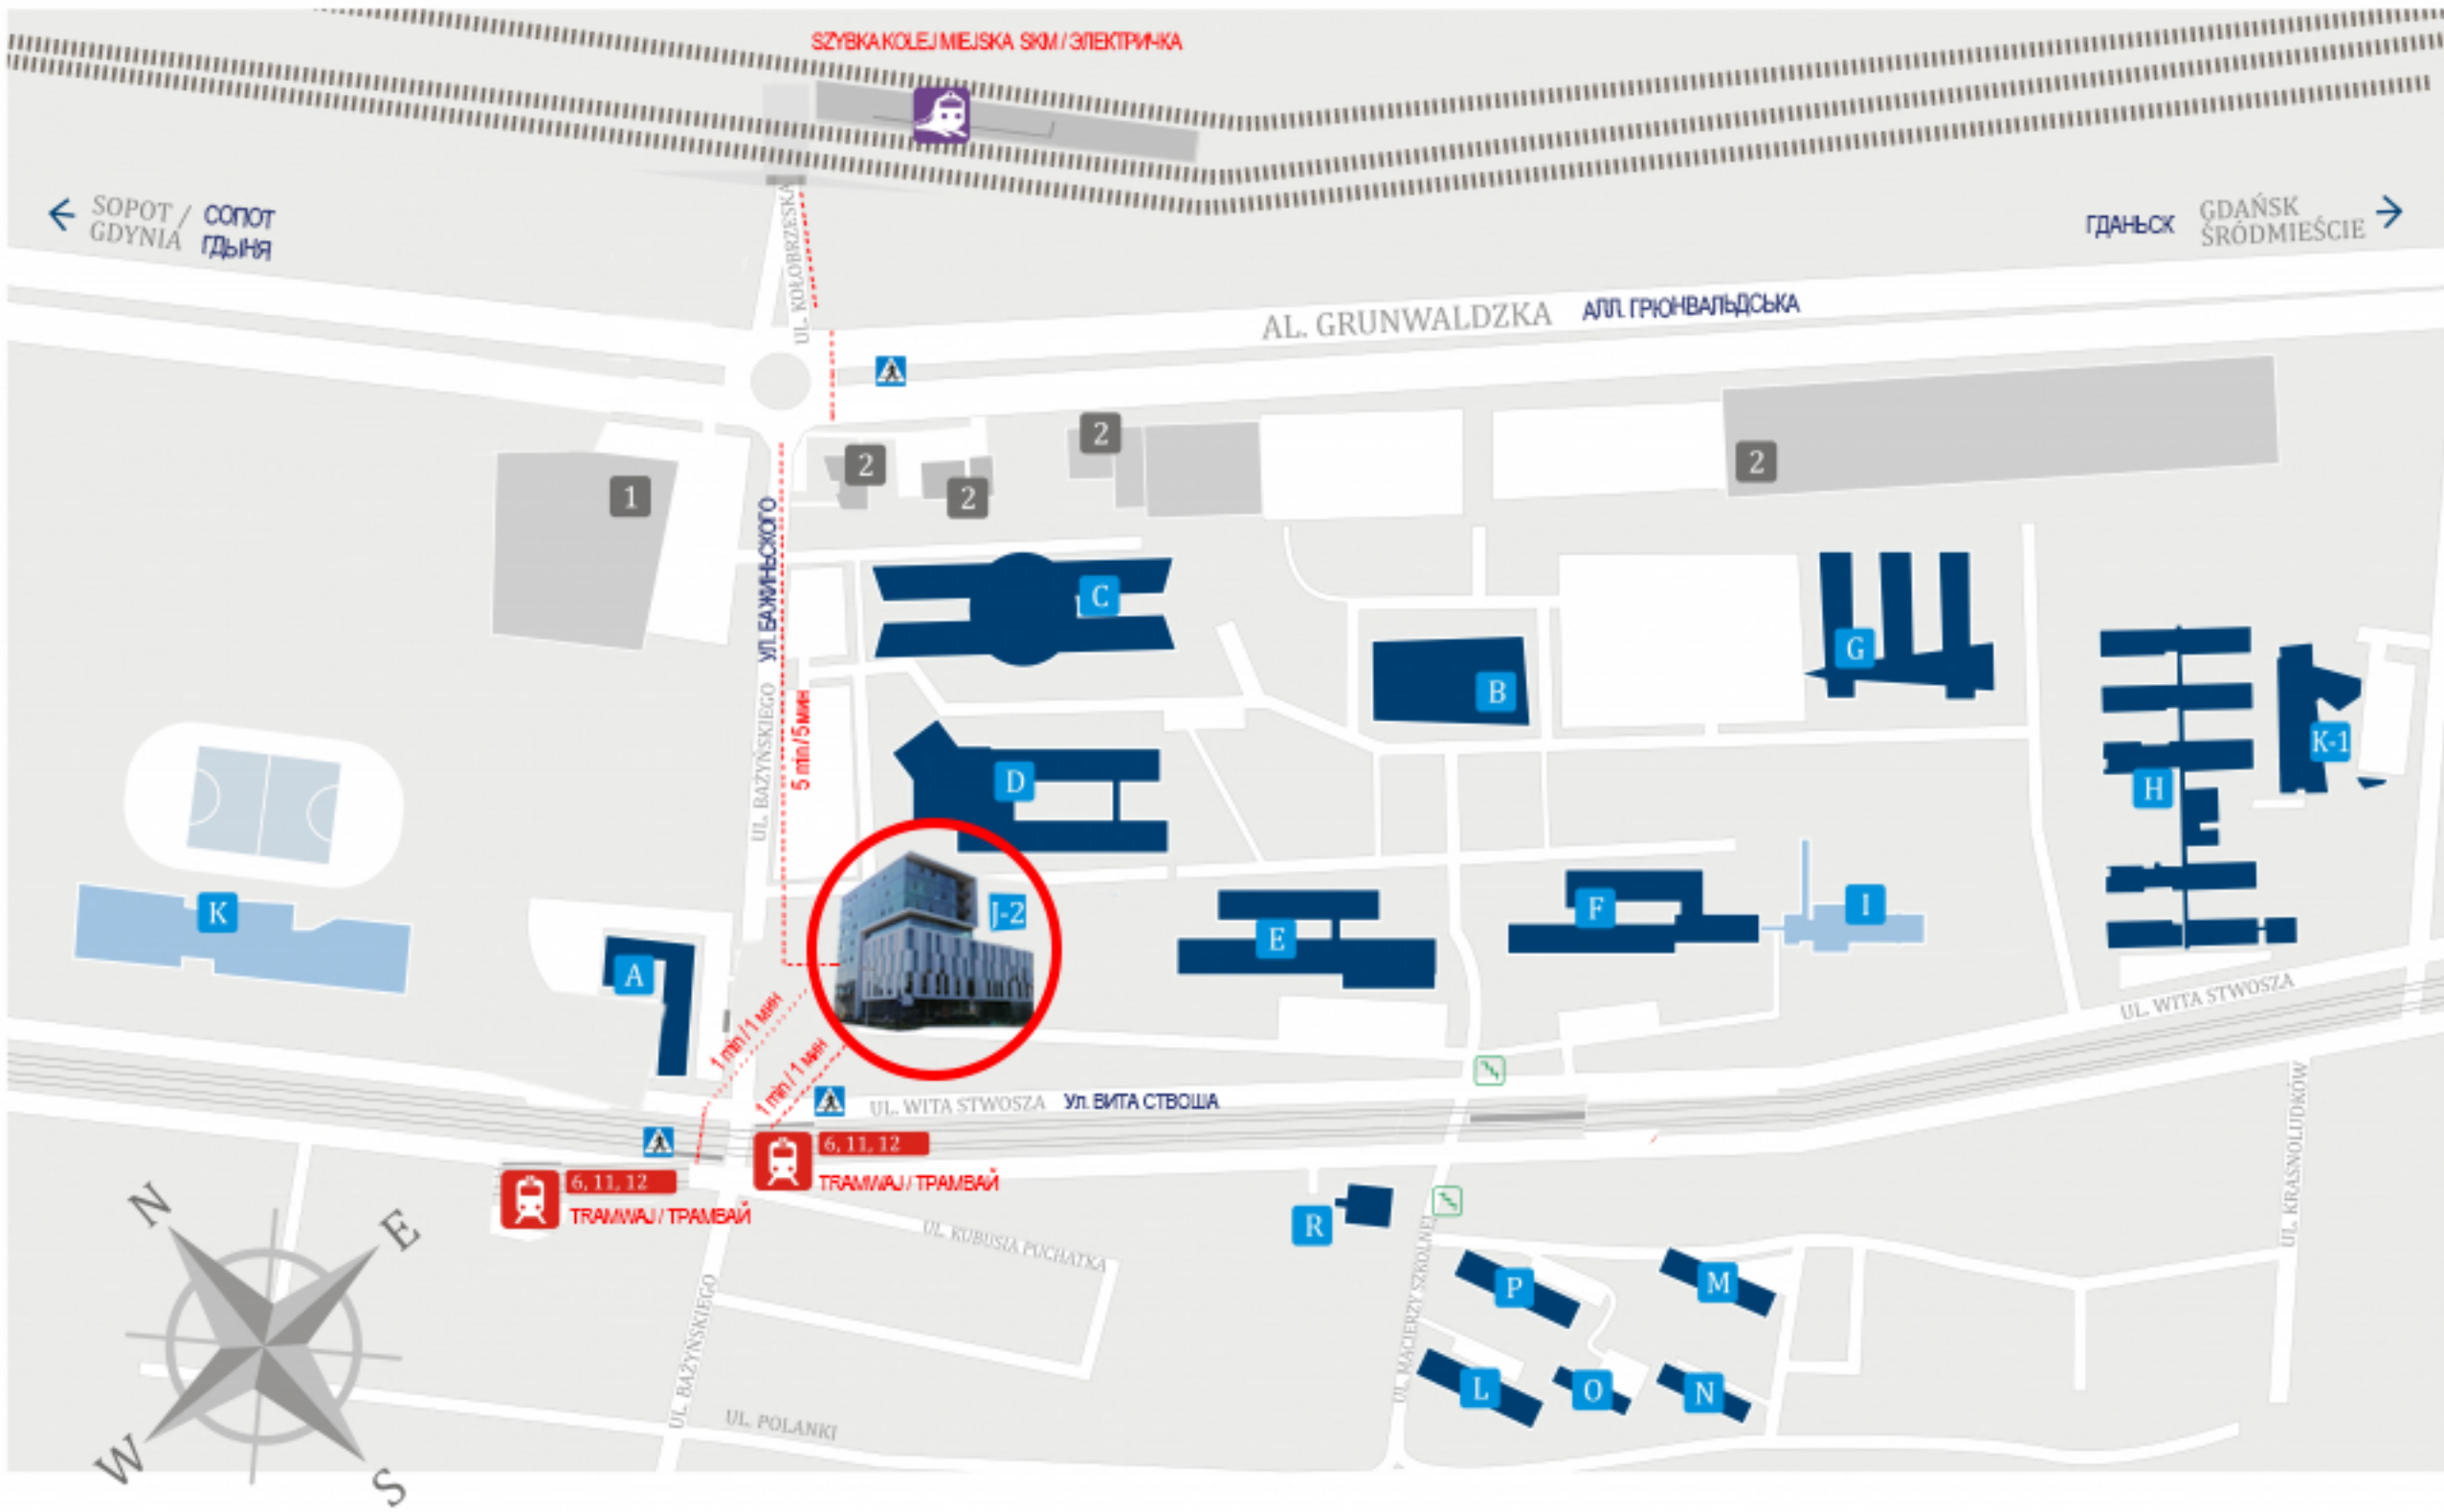 SZYBKA KOLEJ MIEJSKA SKM / ЭЛЕКТРИЧКА
SOPOT / СОПОТ
GDYNIA ГДЫНЯ
ГДАНЬСК GDAŃSK
ŚRÓDMIEŚCIE
UL. KOŁOBRZESKA
AL. GRUNWALDZKA АЛЛ. ГРЮНВАЛЬДСЬКА
1
2
2
2
2
УЛ. БАЖИНЬСКОГО
UL. BAŻYŃSKIEGO
5 min/5мин
C
B
G
D
H
K-1
K
A
J-2
E
F
I
1 min/1 мин
1 min/1 мин
UL. WITA STWOSZA
UL. WITA STWOSZA Ул. ВИТА СТВОША
6, 11, 12
TRAMWAJ / ТРАМВАЙ
6, 11, 12
TRAMWAJ / ТРАМВАЙ
UL. KUBUSIA PUCHATKA
R
UL. KRASNOLUDKÓW
UL. MACIERZY SZKOLNEJ
P
M
L
O
N
UL. BAŻYŃSKIEGO
UL. POLANKI
N
E
W
S